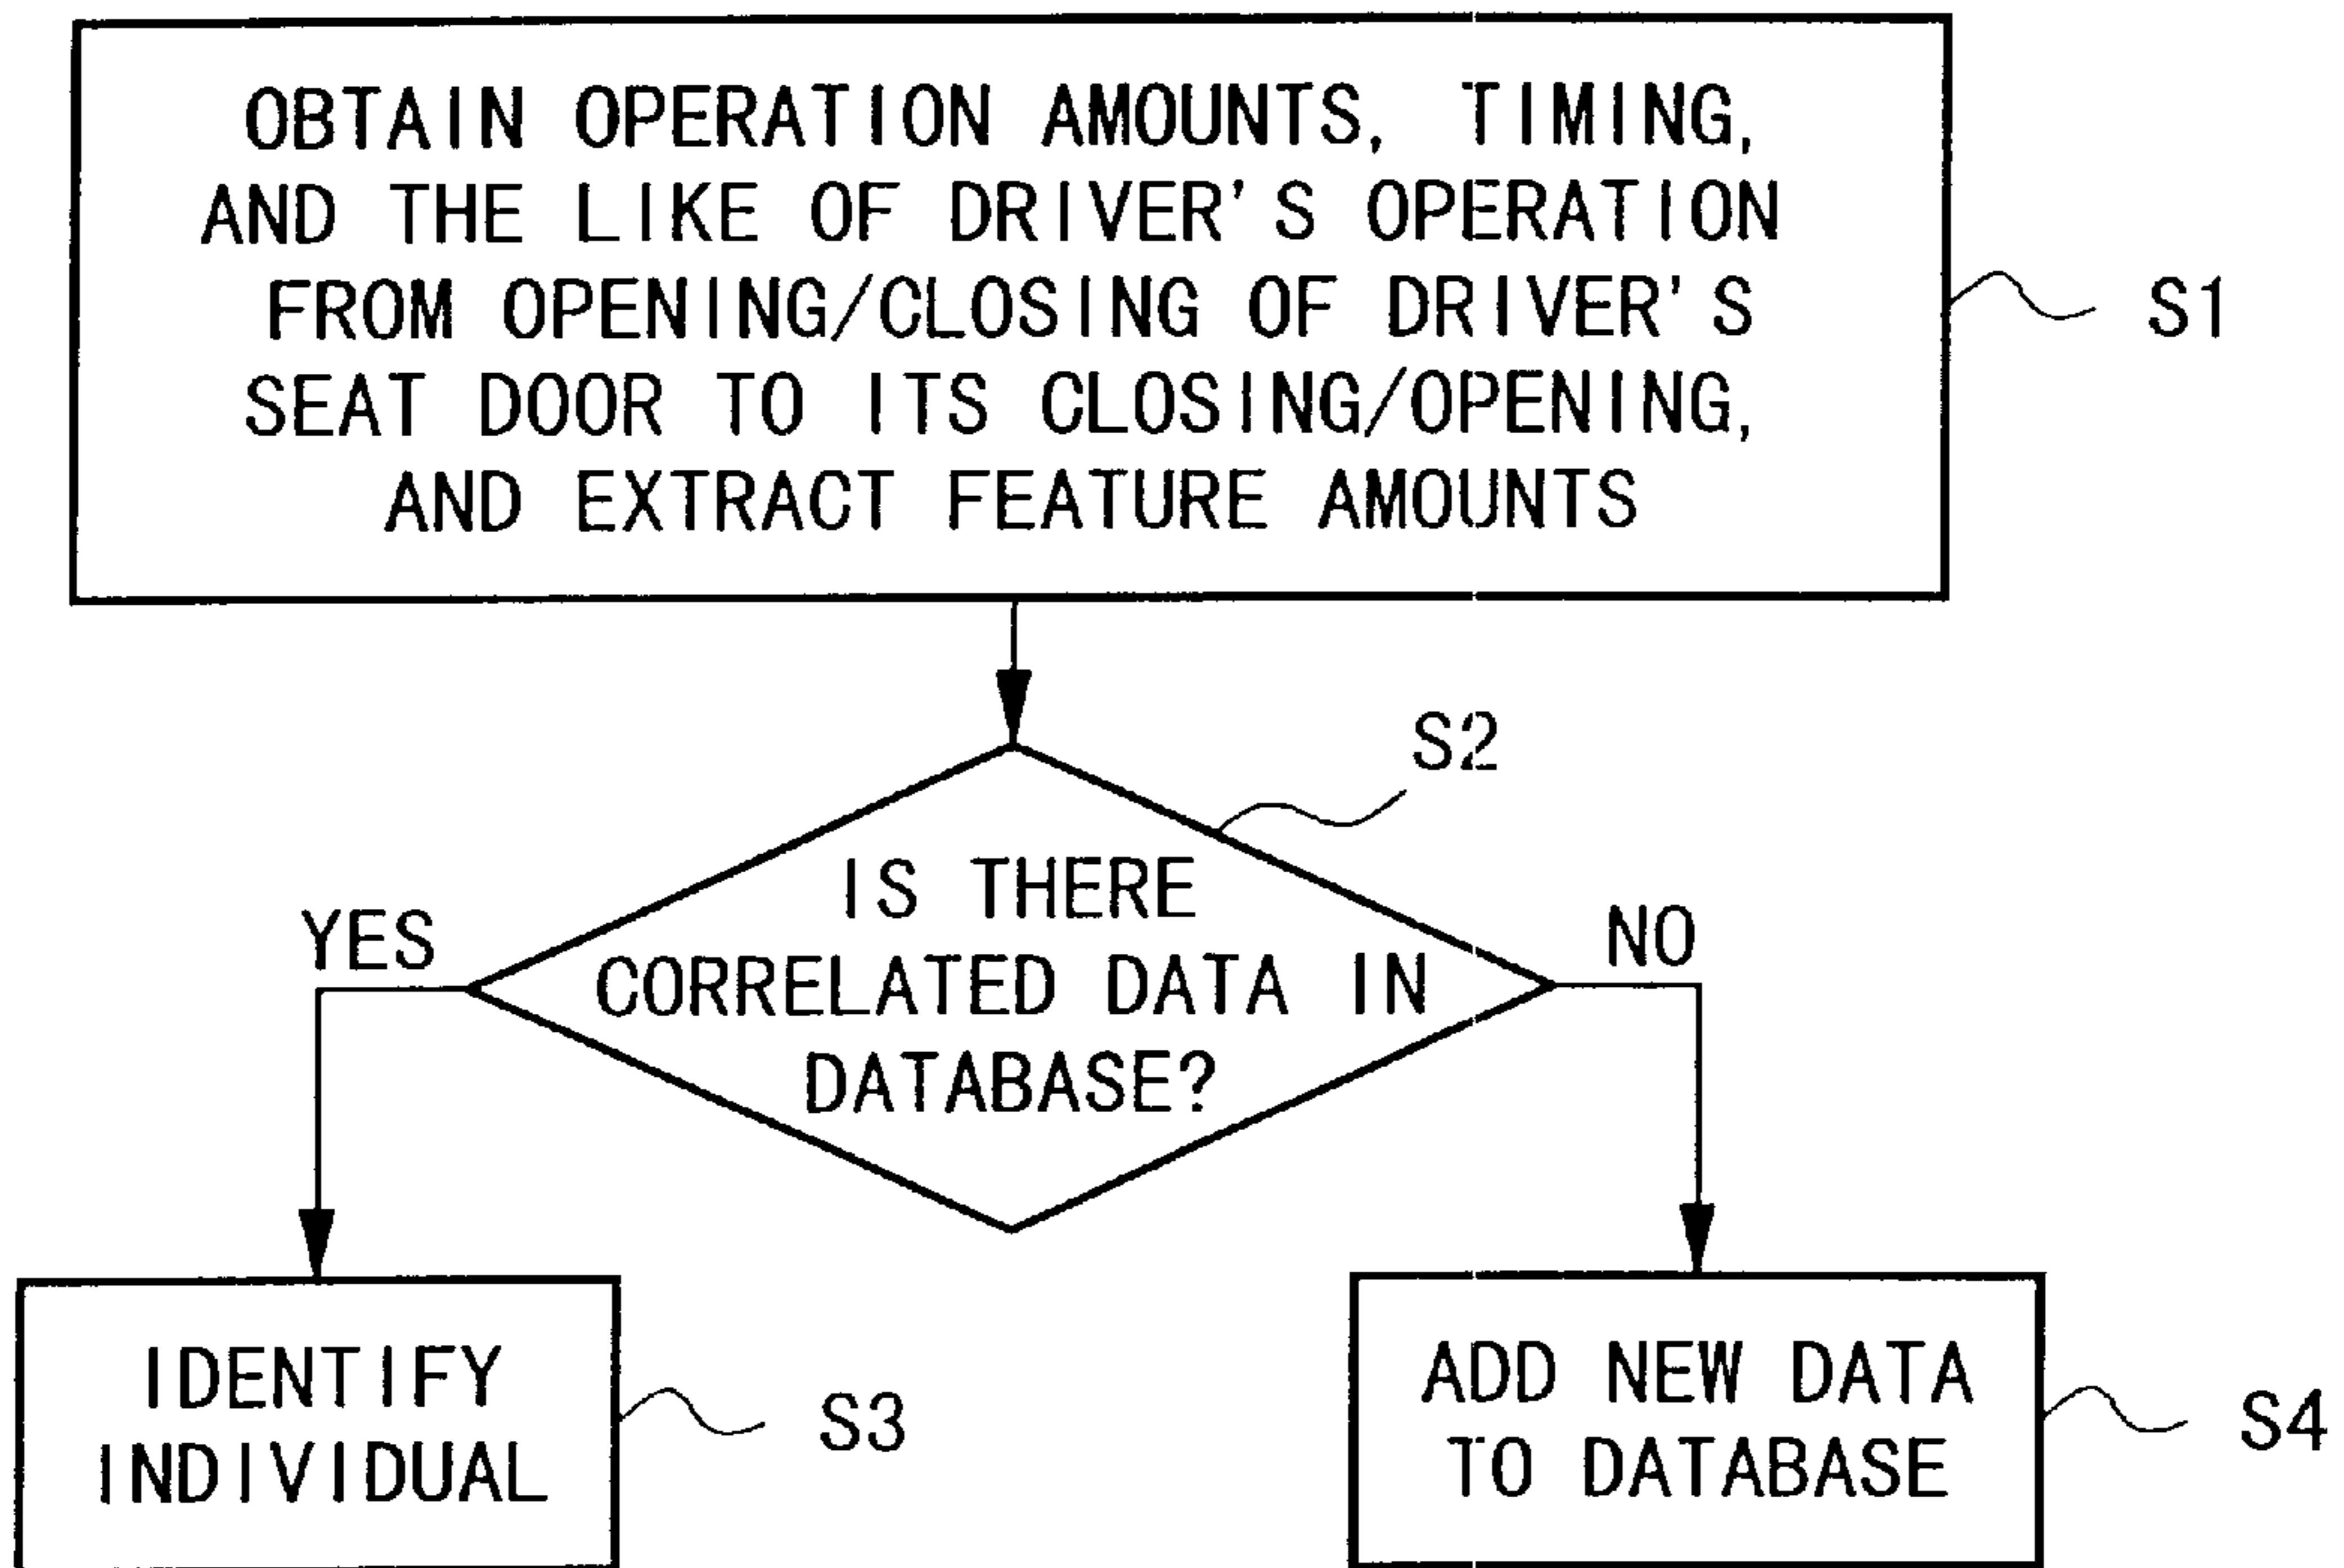 OBTAIN OPERATION AMOUNTS, TIMING,
AND THE LIKE OF DRIVER'S OPERATION
FROM OPENING/CLOSING OF DRIVER'S
SEAT DOOR TO ITS CLOSING/OPENING,
AND EXTRACT FEATURE AMOUNTS
S1
S2
IS THERE
CORRELATED DATA IN
DATABASE?
YES
NO
IDENTIFY
INDIVIDUAL
S3
ADD NEW DATA
TO DATABASE
S4